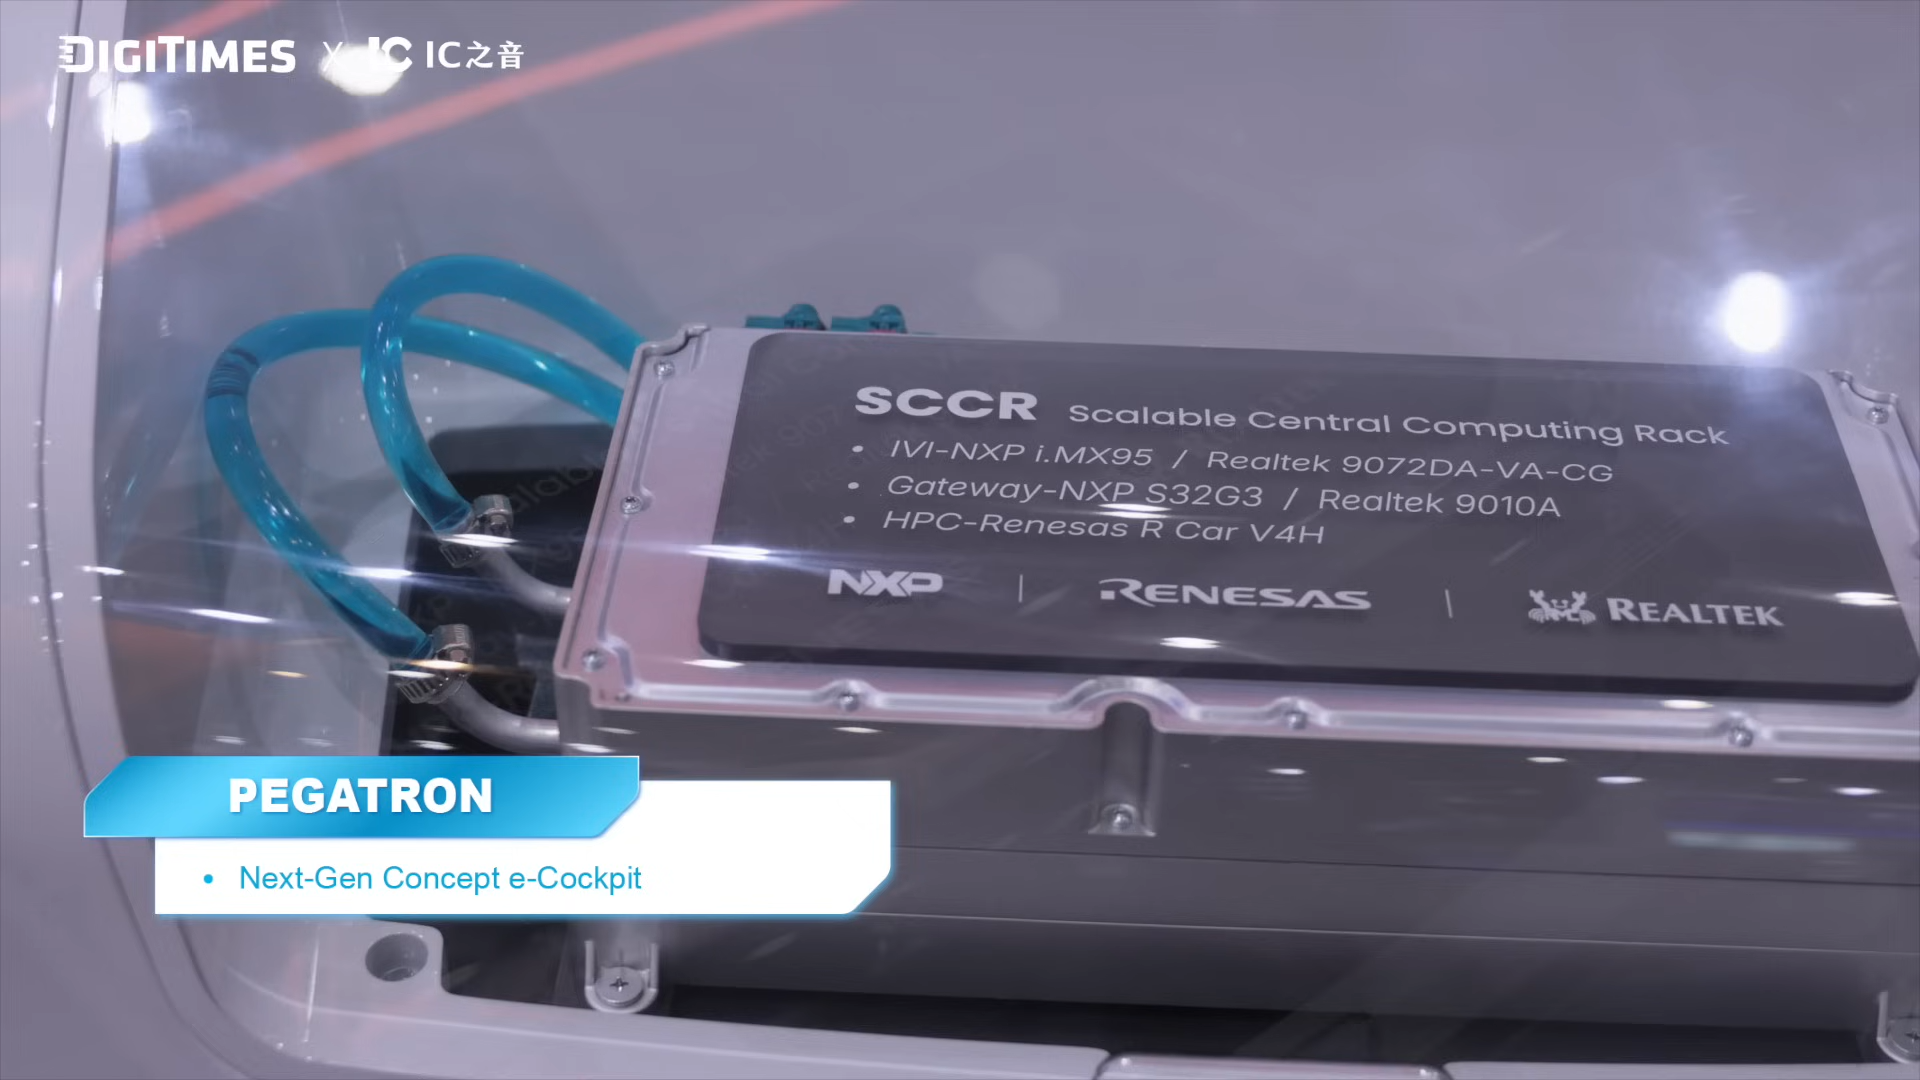 DIGITIMES X IC IC之音
SCCR Scalable Central Computing Rack
• IVI-NXP i.MX95 / Realtek 9072DA-VA-CG
• Gateway-NXP S32G3 / Realtek 9010A
• HPC-Renesas R Car V4H
NXP | RENESAS | REALTEK
PEGATRON
• Next-Gen Concept e-Cockpit